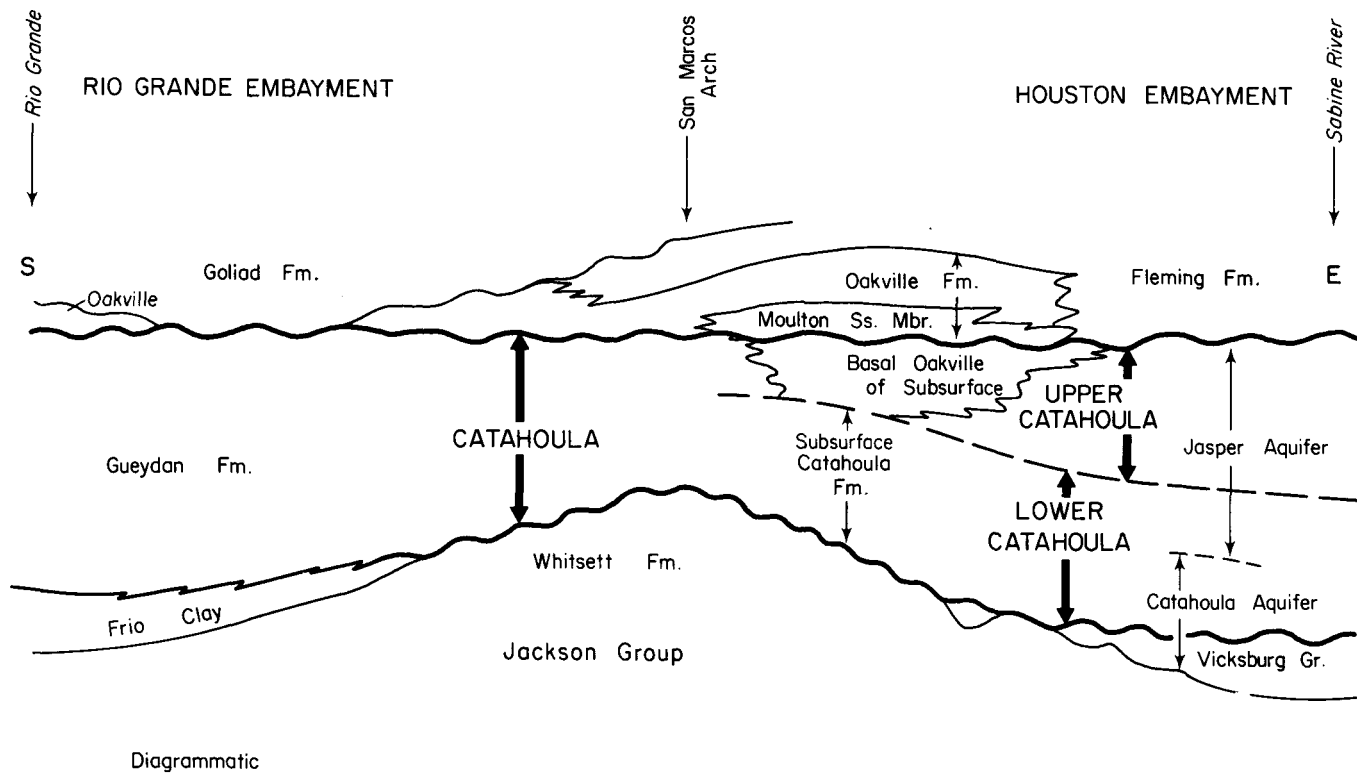 Rio Grande
RIO GRANDE EMBAYMENT
San Marcos
Arch
HOUSTON EMBAYMENT
Sabine River
S
Goliad Fm.
Oakville
Oakville Fm.
Fleming Fm.
E
Moulton Ss. Mbr.
Basal Oakville
of Subsurface
UPPER
CATAHOULA
CATAHOULA
Subsurface
Catahoula
Fm.
Jasper Aquifer
Gueydan Fm.
LOWER
CATAHOULA
Whitsett Fm.
Catahoula Aquifer
Frio Clay
Jackson Group
Vicksburg Gr.
Diagrammatic